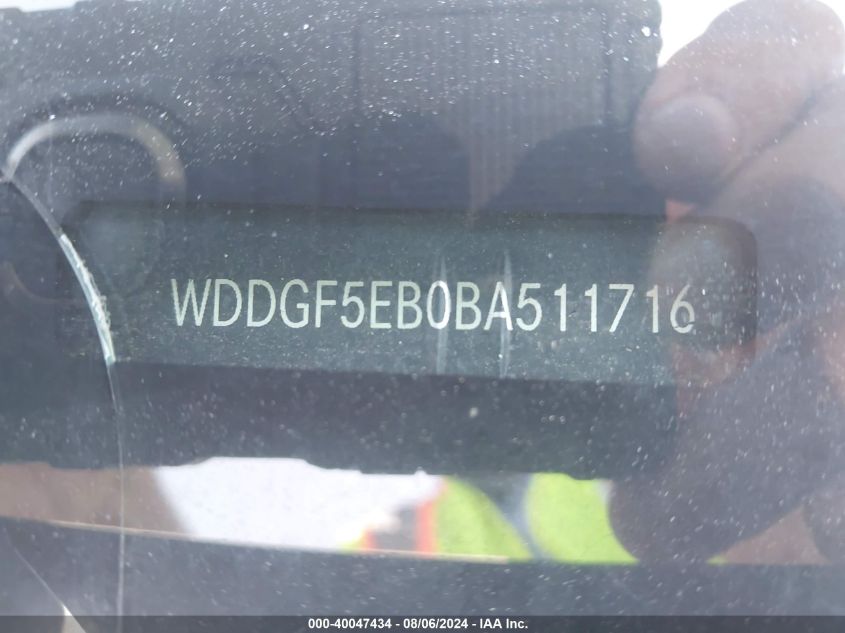 WDDGF5EB0BA511716
000-40047434 - 08/06/2024 - IAA Inc.